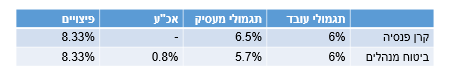 תגמולי עובד תגמולי מעסיק אכ"ע פיצויים
קרן פנסיה 6% 6.5% - 8.33%
ביטוח מנהלים 6% 5.7% 0.8% 8.33%